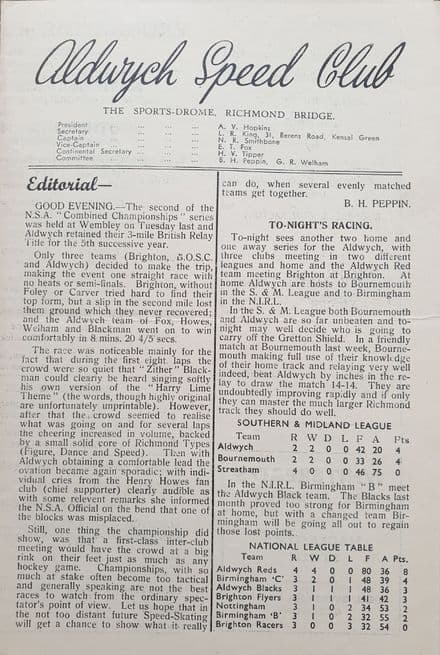 Aldwych Speed Club
THE SPORTS-DROME, RICHMOND BRIDGE.
President ... ... ... A. V. Hopkins
Secretary ... ... ... L. R. King, 31, Berens Road, Kensal Green
Captain ... ... ... N. R. Smithbone
Vice-Captain ... ... ... E. T. Fox
Continental Secretary ... ... H. V. Tipper
Committee ... ... ... B. H. Peppin, G. R. Welham
Editorial—
GOOD EVENING.—The second of the
N.S.A. "Combined Championships" series
was held at Wembley on Tuesday last and
Aldwych retained their 3-mile British Relay
Title for the 5th successive year.
Only three teams (Brighton, S.O.S.C.
and Aldwych) decided to make the trip,
making the event one straight race with
no heats or semi-finals. Brighton, without
Foley or Carver tried hard to find their
top form, but a slip in the second mile lost
them ground which they never recovered;
and the Aldwych team of Fox, Howes,
Welham and Blackman went on to win
comfortably in 8 mins. 20 4/5 secs.
The race was noticeable mainly for the
fact that during the first eight laps the
crowd were so quiet that "Zither" Black-
man could clearly be heard singing softly
his own version of the "Harry Lime
Theme" (the words, though highly original
are unfortunately unprintable). However,
after that the crowd seemed to realise
what was going on and for several laps
the cheering increased in volume, backed
by a small solid core of Richmond Types
(Figure, Dance and Speed). Then with
Aldwych obtaining a comfortable lead the
ovation became again sporadic; with indi-
vidual cries from the Henry Howes fan
club (chief supporter) clearly audible as
with some relevent remarks she informed
the N.S.A. Official on the bend that one of
the blocks was misplaced.
Still, one thing the championship did
show, was that a first-class inter-club
meeting would have the crowd at a big
rink on their feet just as much as any
hockey game. Championships, with so
much at stake often become too tactical
and generally speaking are not the best
races to watch from the ordinary spec-
tator's point of view. Let us hope that in
the not too distant future Speed-Skating
will get a chance to show what it really
can do, when several evenly matched
teams get together.
B. H. PEPPIN.
TO-NIGHT'S RACING.
To-night sees another two home and
one away series for the Aldwych, with
three clubs meeting in two different
leagues and home and the Aldwych Red
team meeting Brighton at Brighton. At
home Aldwych are hosts to Bournemouth
in the S. & M. League and to Birmingham
in the N.I.R.L.
In the S. & M. League both Bournemouth
and Aldwych are so far unbeaten and to-
night may well decide who is going to
carry off the Gretton Shield. In a friendly
match at Bournemouth last week, Bourne-
mouth making full use of their knowledge
of their home track and relaying very well
indeed, beat Aldwych by inches in the re-
lay to draw the match 14-14. They are
undoubtedly improving rapidly and if only
they can master the much larger Richmond
track they should do well.
SOUTHERN & MIDLAND LEAGUE
Team R W D L F A Pts
Aldwych 2 2 0 0 42 20 4
Bournemouth 2 2 0 0 33 26 4
Streatham 4 0 0 0 46 75 0
In the N.I.R.L. Birmingham "B" meet
the Aldwych Black team. The Blacks last
month proved too strong for Birmingham
at home, but with a changed team Bir-
mingham will be going all out to regain
those lost points.
NATIONAL LEAGUE TABLE
Team R W D L F A Pts.
Aldwych Reds 4 4 0 0 80 36 8
Birmingham 'C' 3 2 0 1 48 39 4
Aldwych Blacks 3 1 1 1 48 36 3
Brighton Flyers 3 1 1 1 41 42 3
Nottingham 3 1 0 2 34 53 2
Birmingham 'B' 3 1 0 2 32 55 2
Brighton Racers 3 0 0 3 32 54 0